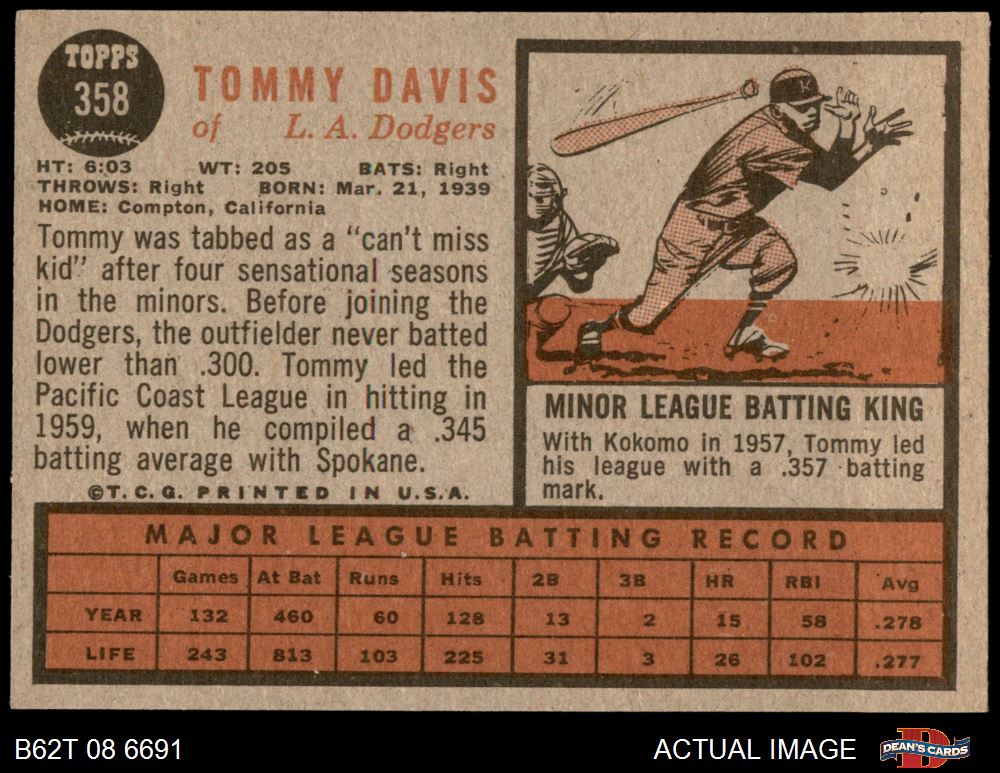 TOPPS
358
TOMMY DAVIS
of L. A. Dodgers
HT: 6:03 WT: 205 BATS: Right
THROWS: Right BORN: Mar. 21, 1939
HOME: Compton, California
Tommy was tabbed as a "can't miss
kid" after four sensational seasons
in the minors. Before joining the
Dodgers, the outfielder never batted
lower than .300. Tommy led the
Pacific Coast League in hitting in
1959, when he compiled a .345
batting average with Spokane.
©T. C. G. PRINTED IN U.S.A.
K
MINOR LEAGUE BATTING KING
With Kokomo in 1957, Tommy led
his league with a .357 batting
mark.
MAJOR LEAGUE BATTING RECORD
Games At Bat Runs Hits 2B 3B HR RBI Avg
YEAR 132 460 60 128 13 2 15 58 .278
LIFE 243 813 103 225 31 3 26 102 .277
B62T 08 6691
ACTUAL IMAGE
DEAN'S CARDS